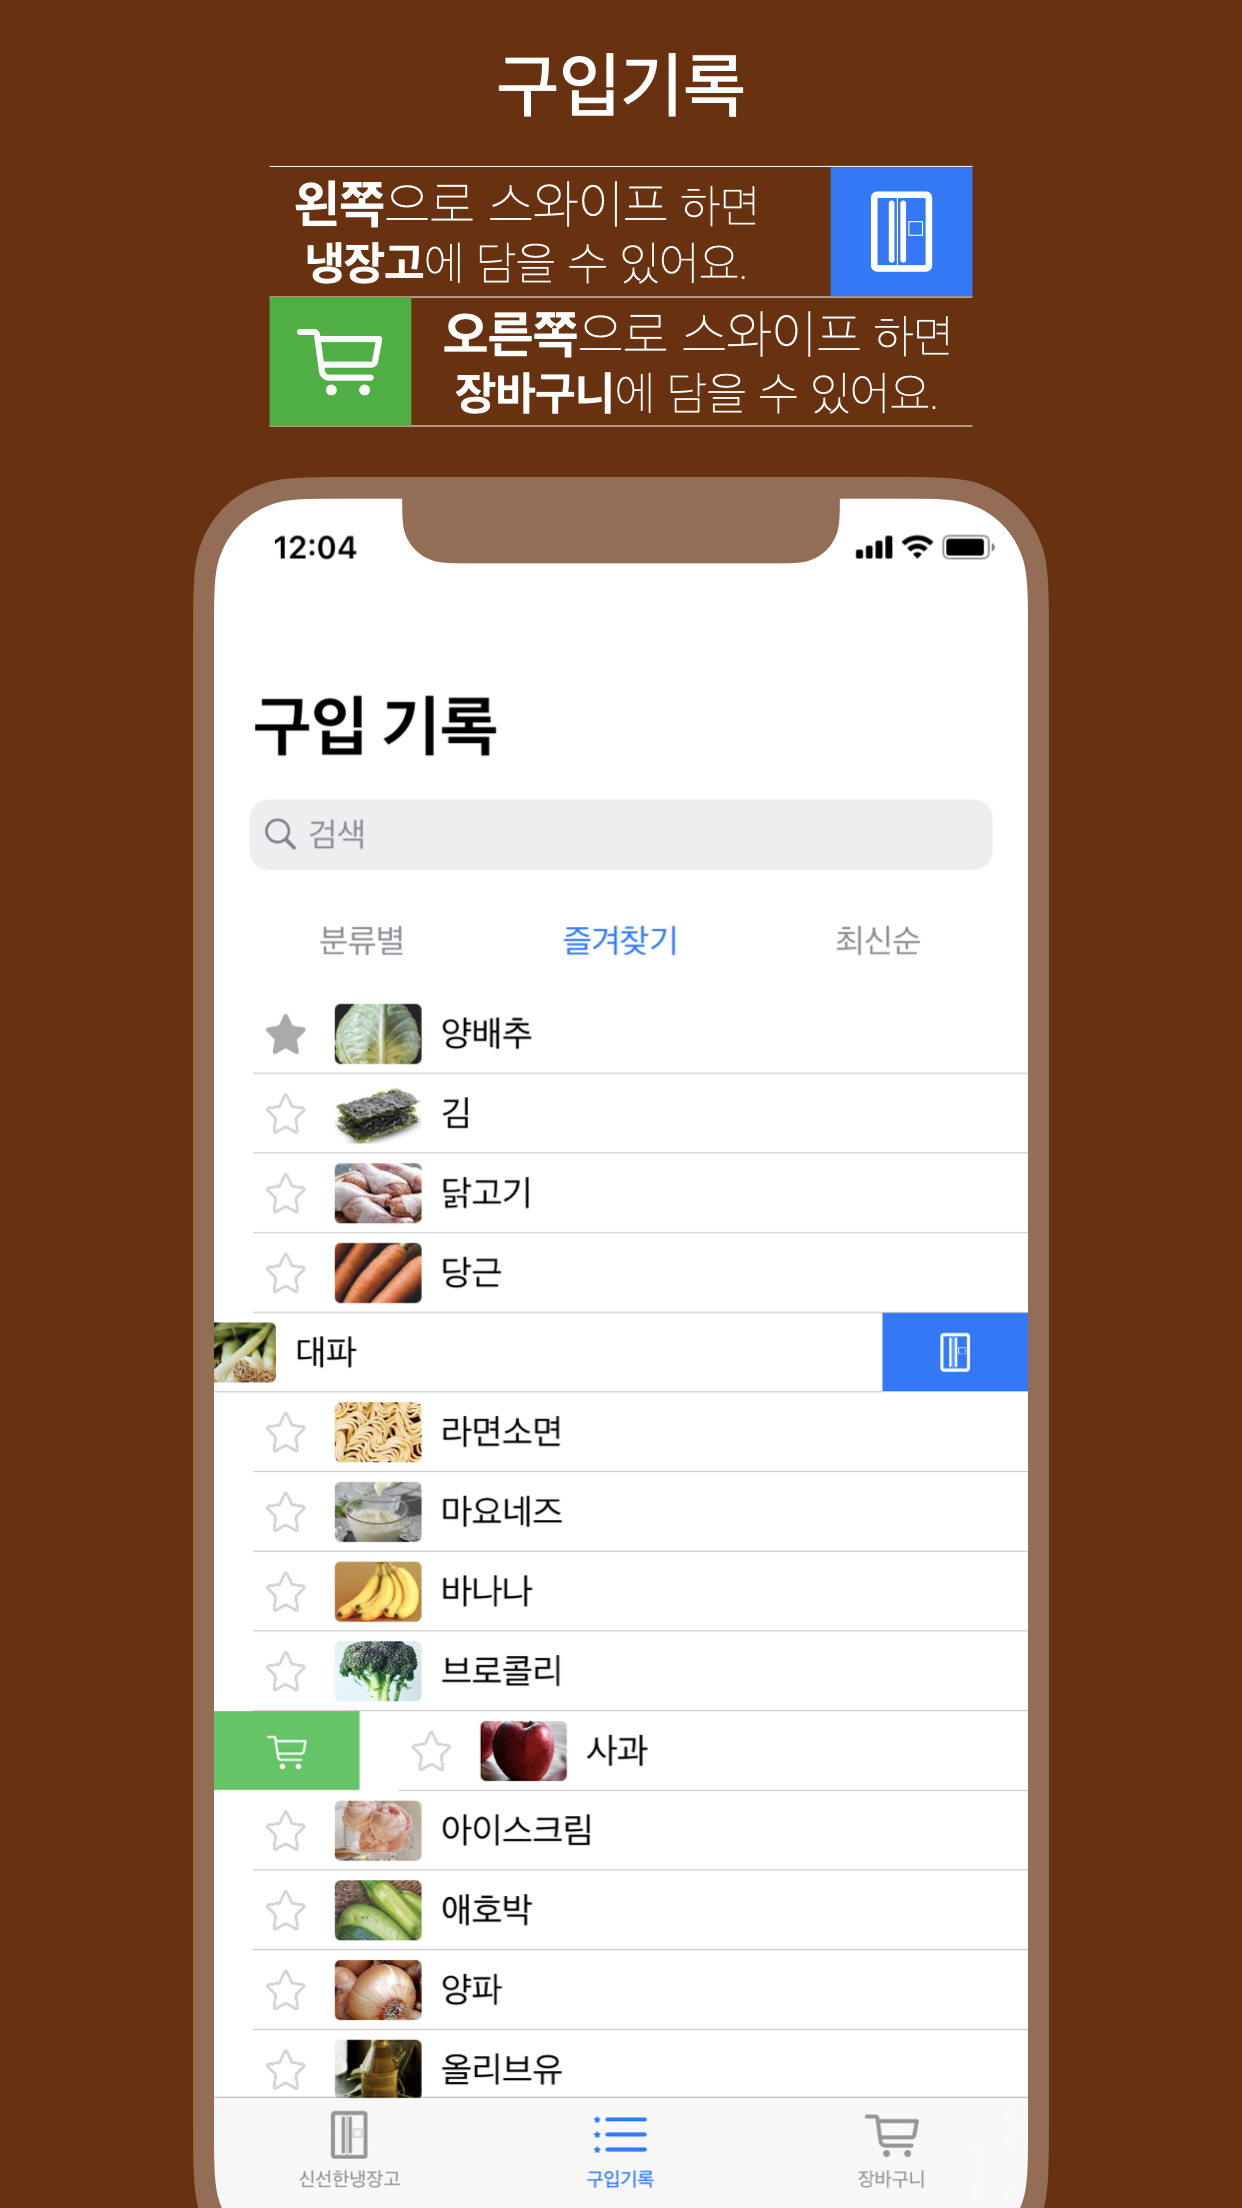 구입기록
왼쪽으로 스와이프 하면
냉장고에 담을 수 있어요.
오른쪽으로 스와이프 하면
장바구니에 담을 수 있어요.
12:04
구입 기록
검색
분류별 즐겨찾기 최신순
양배추
김
닭고기
당근
대파
라면소면
마요네즈
바나나
브로콜리
사과
아이스크림
애호박
양파
올리브유
신선한냉장고 구입기록 장바구니